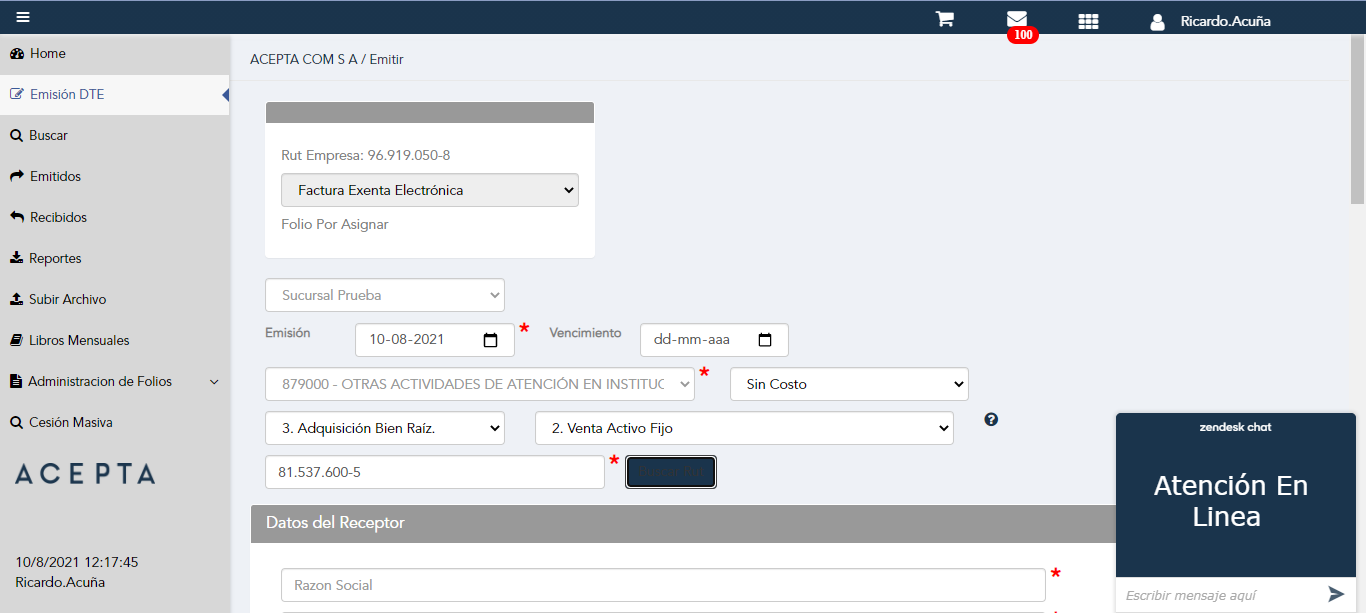 Ricardo.Acuña
100
Home
Emisión DTE
Buscar
Emitidos
Recibidos
Reportes
Subir Archivo
Libros Mensuales
Administracion de Folios
Cesión Masiva
ACEPTA
10/8/2021 12:17:45
Ricardo.Acuña
ACEPTA COM S A / Emitir
Rut Empresa: 96.919.050-8
Factura Exenta Electrónica
Folio Por Asignar
Sucursal Prueba
Emisión 10-08-2021 * Vencimiento dd-mm-aaa
879000 - OTRAS ACTIVIDADES DE ATENCIÓN EN INSTITUC * Sin Costo
3. Adquisición Bien Raíz. 2. Venta Activo Fijo ?
81.537.600-5 *
Datos del Receptor
Razon Social *
zendesk chat
Atención En
Linea
Escribir mensaje aquí